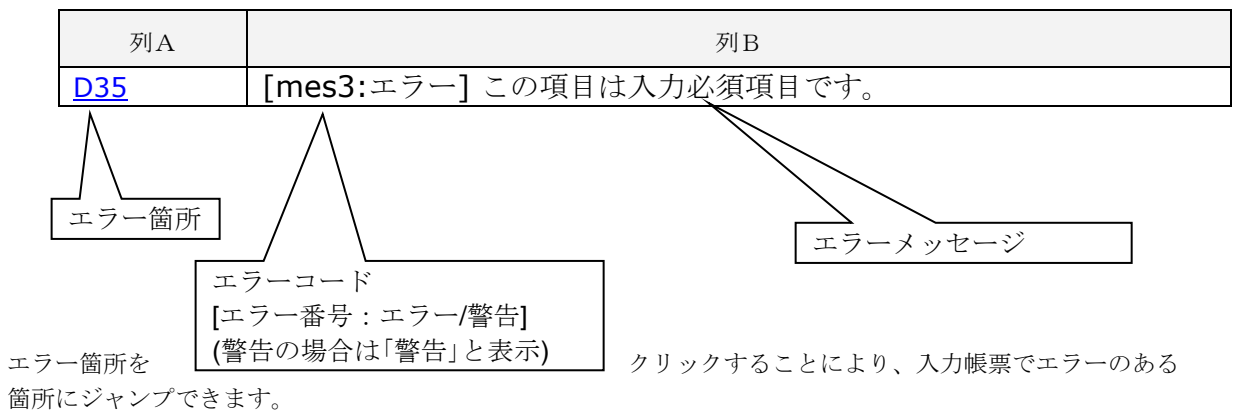 列A 列B
D35 [mes3:エラー] この項目は入力必須項目です。
エラー箇所
エラーメッセージ
エラーコード
[エラー番号：エラー/警告]
(警告の場合は｢警告｣と表示)
エラー箇所を クリックすることにより、入力帳票でエラーのある
箇所にジャンプできます。